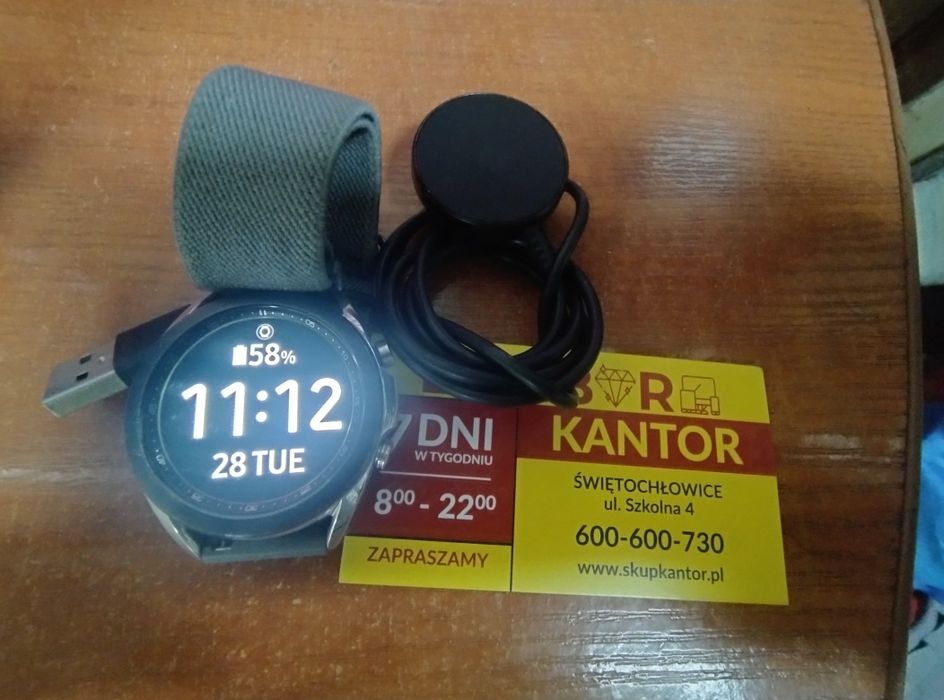 58%
11:12
28 TUE
7 DNI
W TYGODNIU
8⁰⁰ - 22⁰⁰
ZAPRASZAMY
R
KANTOR
ŚWIĘTOCHŁOWICE
ul. Szkolna 4
600-600-730
www.skupkantor.pl